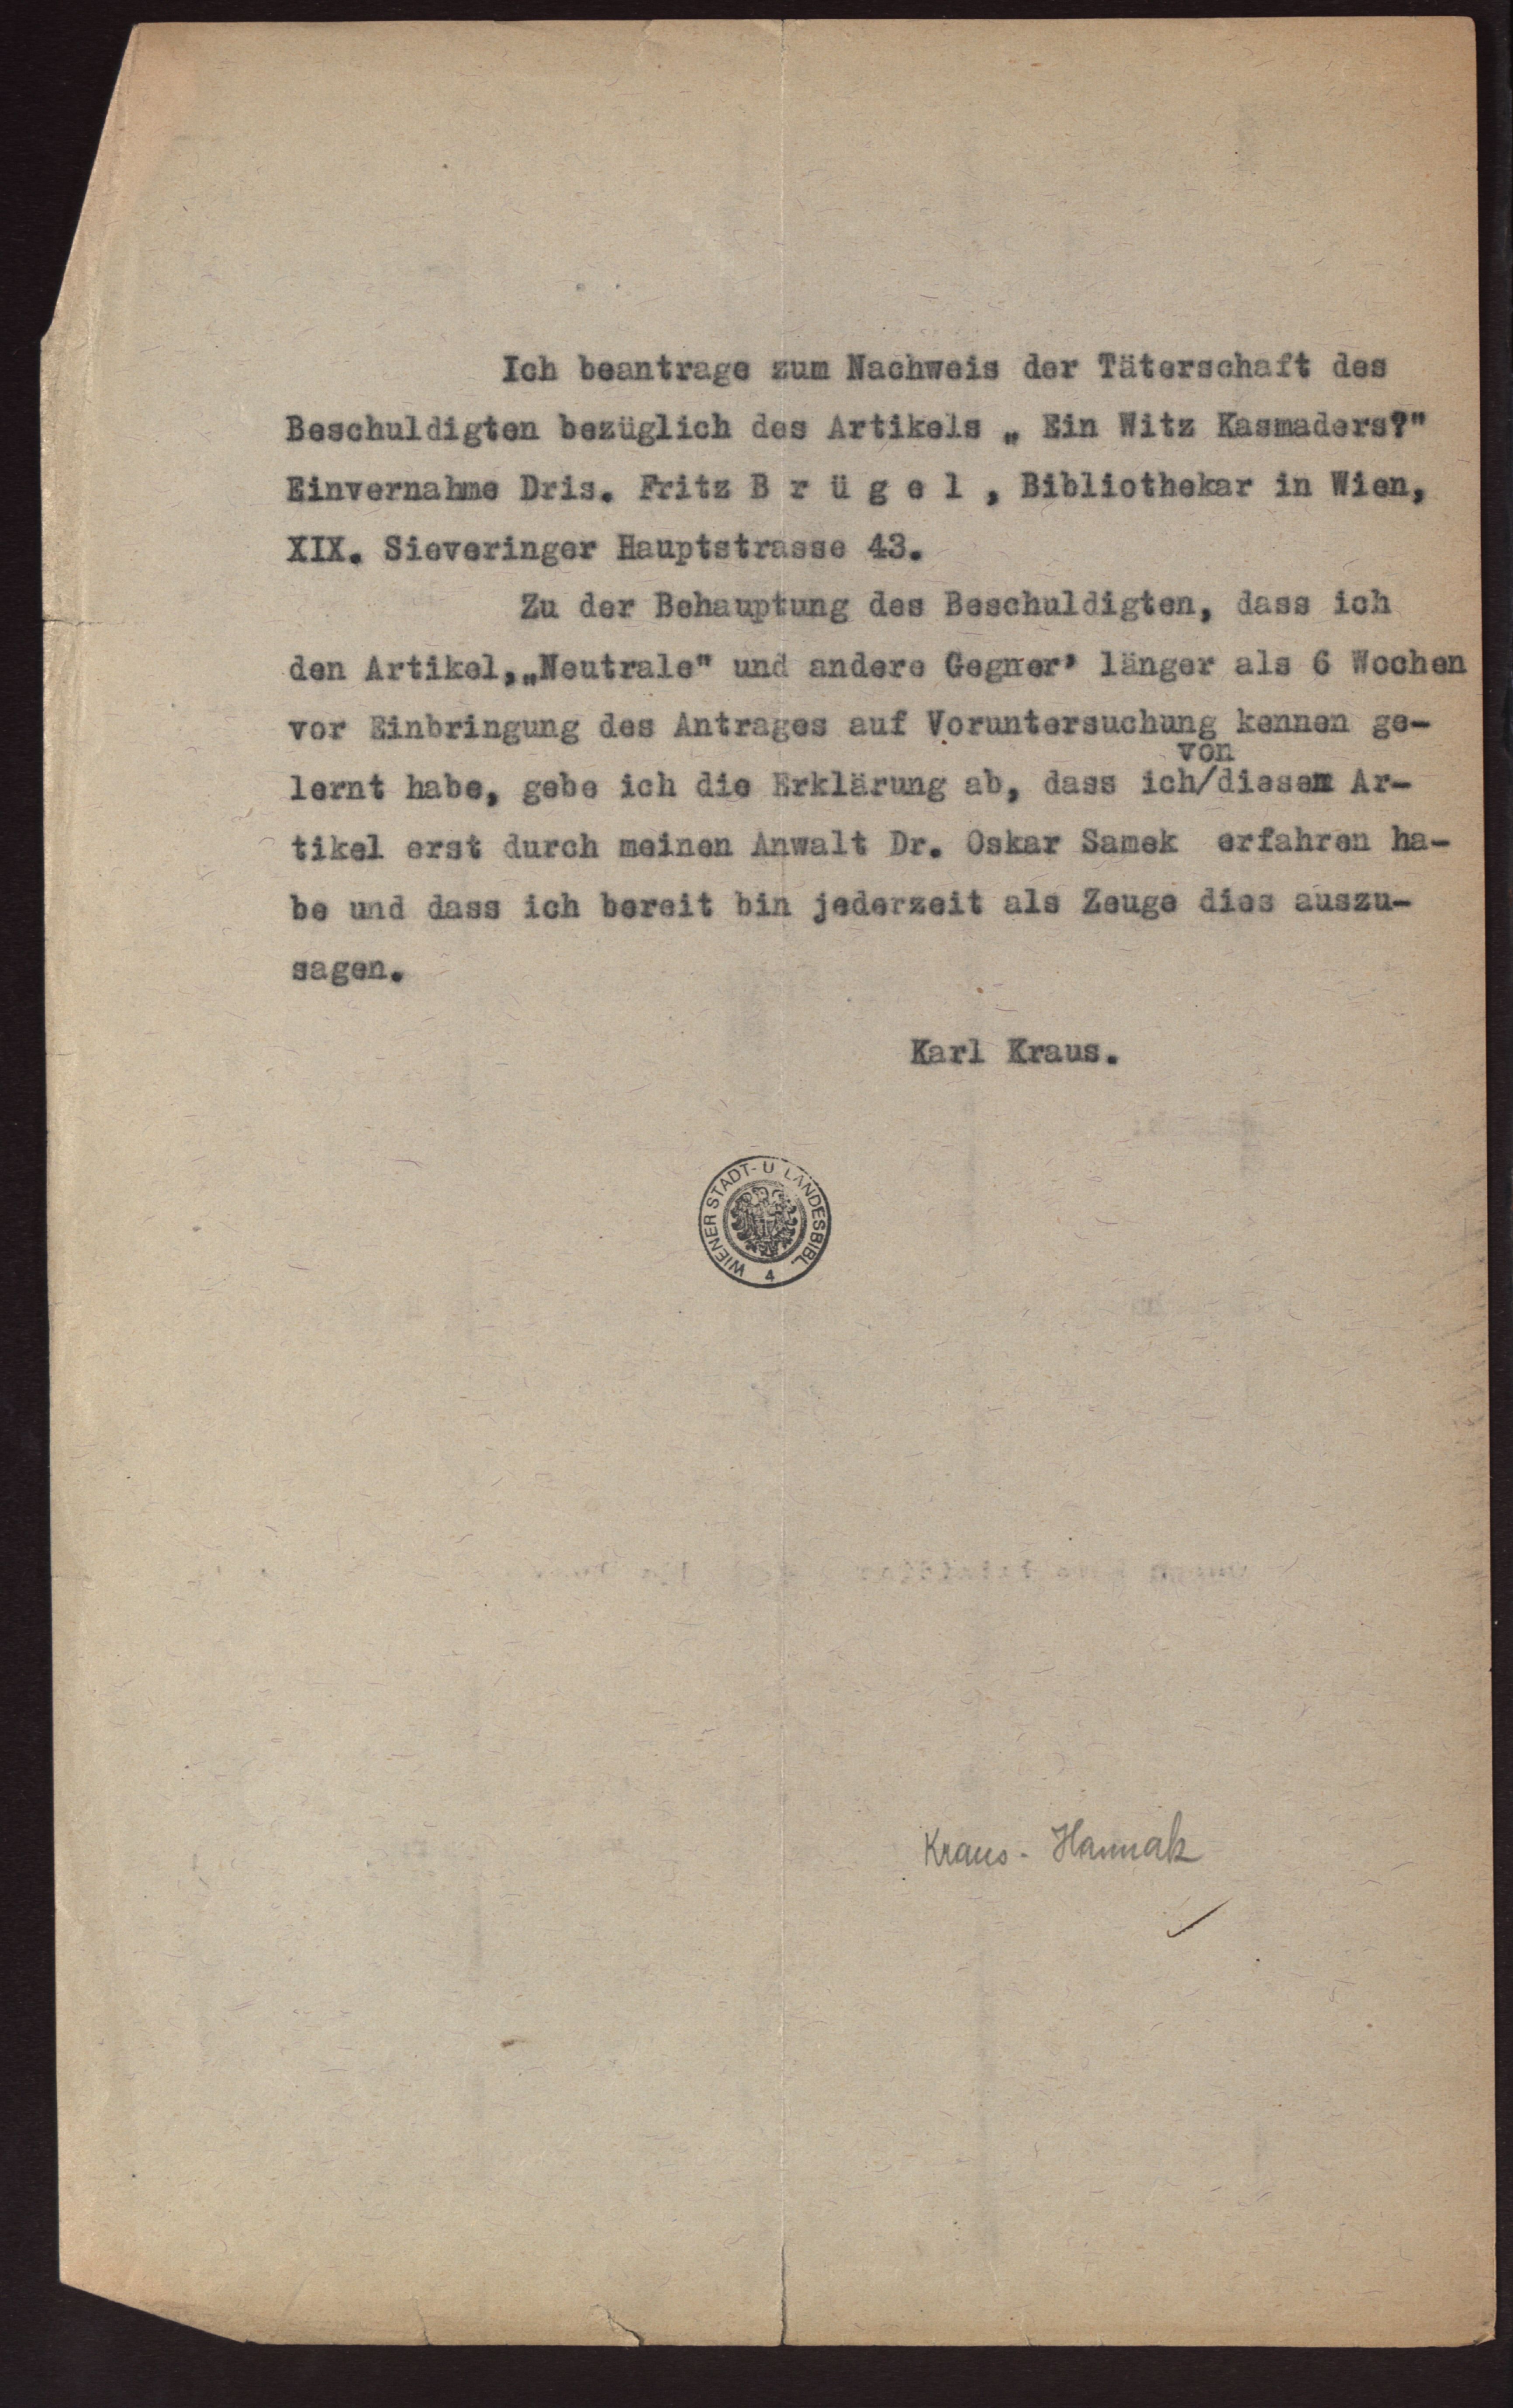 Ich beantrage zum Nachweis der Täterschaft des
Beschuldigten bezüglich des Artikels „ Ein Witz Kasmaders?"
Einvernahme Dris. Fritz B r ü g e l , Bibliothekar in Wien,
XIX. Sieveringer Hauptstrasse 43.
Zu der Behauptung des Beschuldigten, dass ich
den Artikel,„Neutrale" und andere Gegner' länger als 6 Wochen
vor Einbringung des Antrages auf Voruntersuchung kennen ge-
von
lernt habe, gebe ich die Erklärung ab, dass ich/diesem Ar-
tikel erst durch meinen Anwalt Dr. Oskar Samek erfahren ha-
be und dass ich bereit bin jederzeit als Zeuge dies auszu-
sagen.
Karl Kraus.
WIENER STADT- U LANDESBIBL.
4
Kraus - Hannak